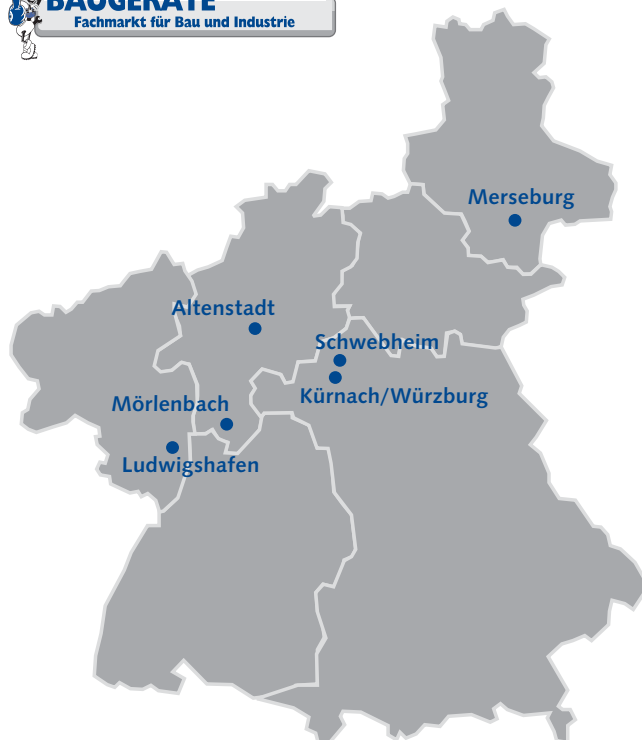 BAUGERÄTE
Fachmarkt für Bau und Industrie
Merseburg
Altenstadt
Schwebheim
Kürnach/Würzburg
Mörlenbach
Ludwigshafen